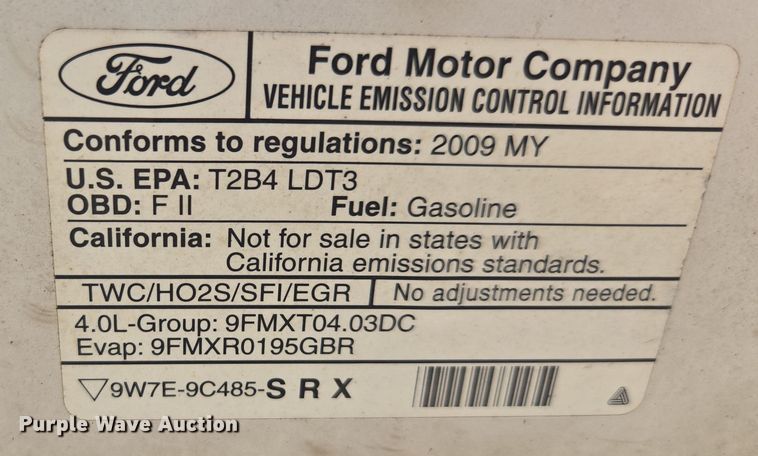 Ford
Ford Motor Company
VEHICLE EMISSION CONTROL INFORMATION
Conforms to regulations: 2009 MY
U.S. EPA: T2B4 LDT3
OBD: F II Fuel: Gasoline
California: Not for sale in states with
California emissions standards.
TWC/HO2S/SFI/EGR No adjustments needed.
4.0L-Group: 9FMXT04.03DC
Evap: 9FMXR0195GBR
▽9W7E-9C485-S R X
Purple Wave Auction